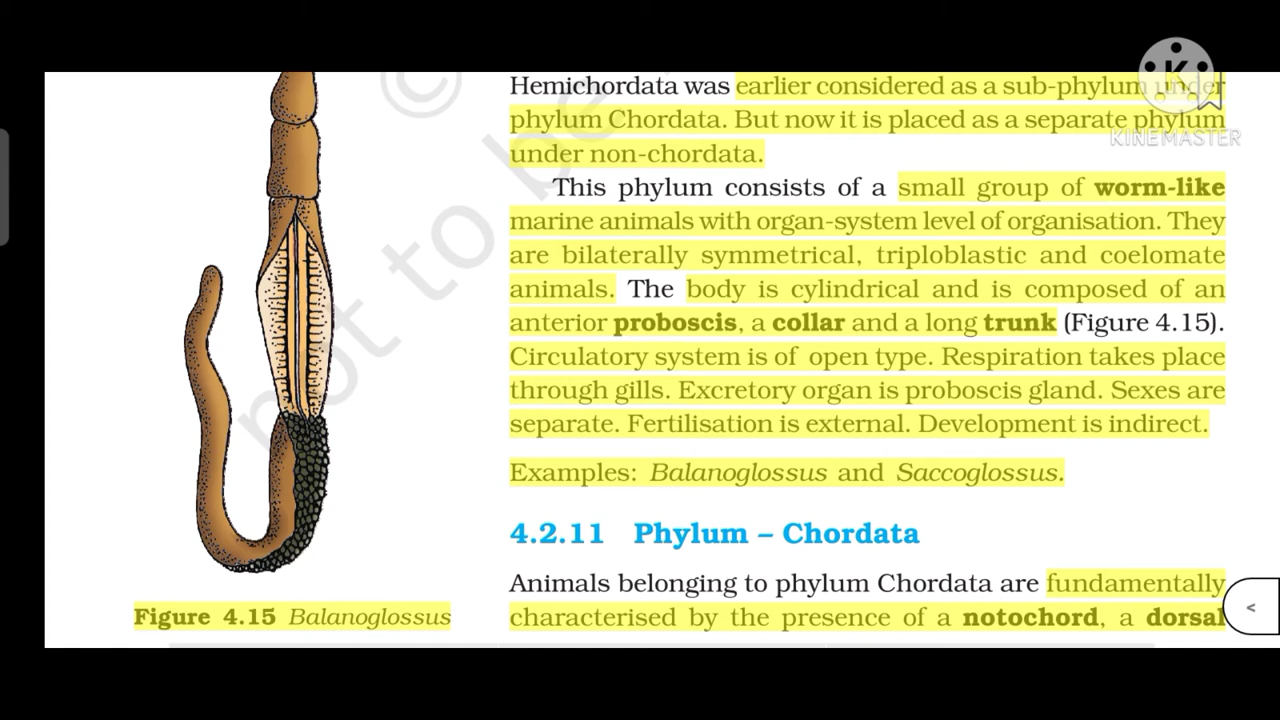 Hemichordata was earlier considered as a sub-phylum under
phylum Chordata. But now it is placed as a separate phylum
under non-chordata.
This phylum consists of a small group of worm-like
marine animals with organ-system level of organisation. They
are bilaterally symmetrical, triploblastic and coelomate
animals. The body is cylindrical and is composed of an
anterior proboscis, a collar and a long trunk (Figure 4.15).
Circulatory system is of open type. Respiration takes place
through gills. Excretory organ is proboscis gland. Sexes are
separate. Fertilisation is external. Development is indirect.
Examples: Balanoglossus and Saccoglossus.
4.2.11 Phylum – Chordata
Animals belonging to phylum Chordata are fundamentally
characterised by the presence of a notochord, a dorsal
Figure 4.15 Balanoglossus
© not to be
K
KINEMASTER
<